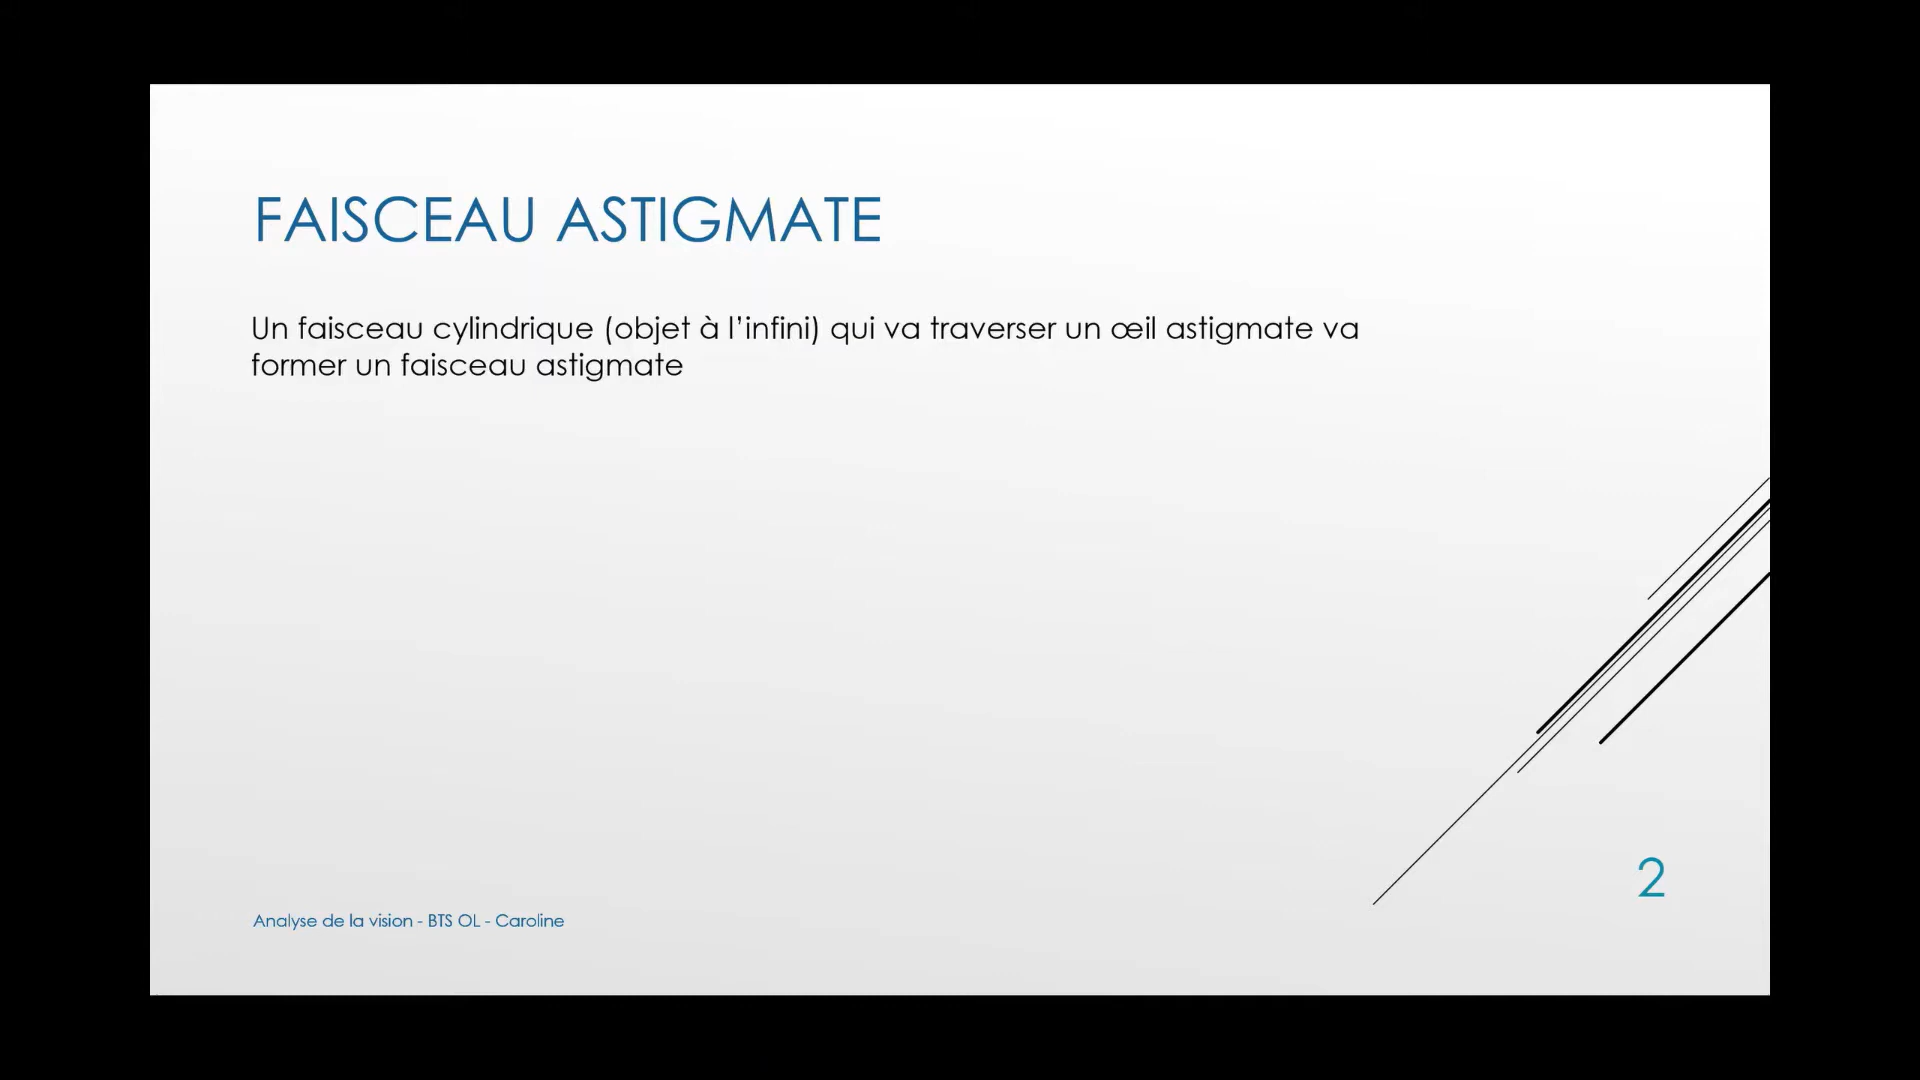 FAISCEAU ASTIGMATE
Un faisceau cylindrique (objet à l’infini) qui va traverser un œil astigmate va
former un faisceau astigmate
2
Analyse de la vision - BTS OL - Caroline